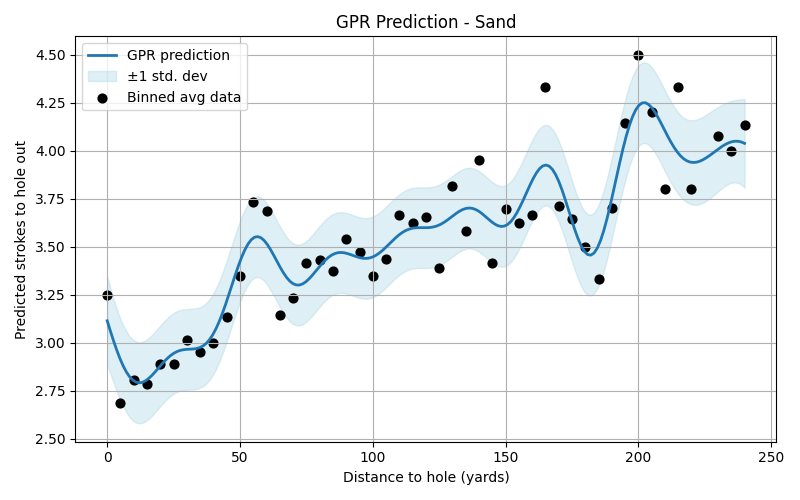 GPR Prediction - Sand
GPR prediction
±1 std. dev
Binned avg data
Predicted strokes to hole out
4.50
4.25
4.00
3.75
3.50
3.25
3.00
2.75
2.50
0 50 100 150 200 250
Distance to hole (yards)